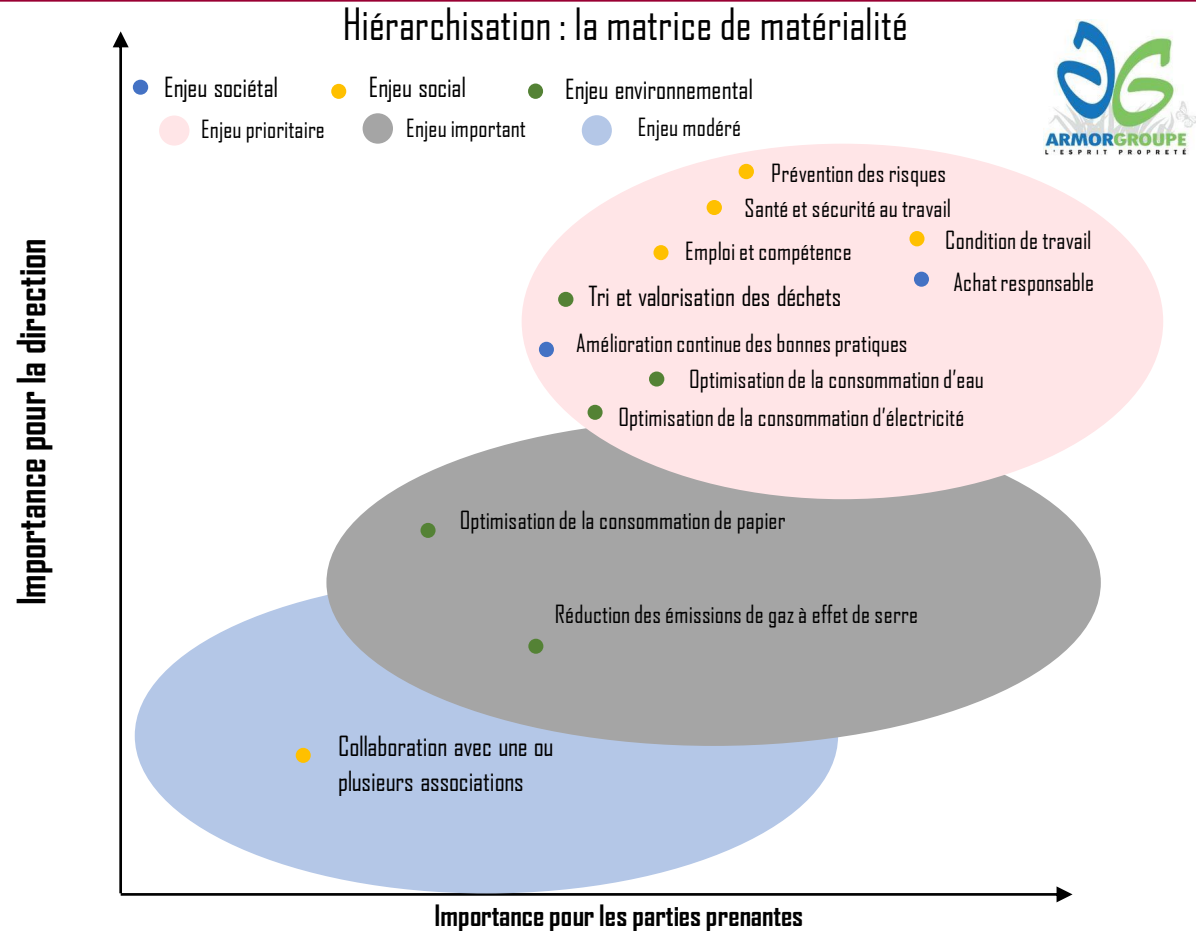 Hiérarchisation : la matrice de matérialité
ARMORGROUPE
L'ESPRIT PROPRETÉ
Enjeu sociétal
Enjeu social
Enjeu environnemental
Enjeu prioritaire
Enjeu important
Enjeu modéré
Importance pour la direction
Prévention des risques
Santé et sécurité au travail
Condition de travail
Emploi et compétence
Achat responsable
Tri et valorisation des déchets
Amélioration continue des bonnes pratiques
Optimisation de la consommation d'eau
Optimisation de la consommation d'électricité
Optimisation de la consommation de papier
Réduction des émissions de gaz à effet de serre
Collaboration avec une ou
plusieurs associations
Importance pour les parties prenantes